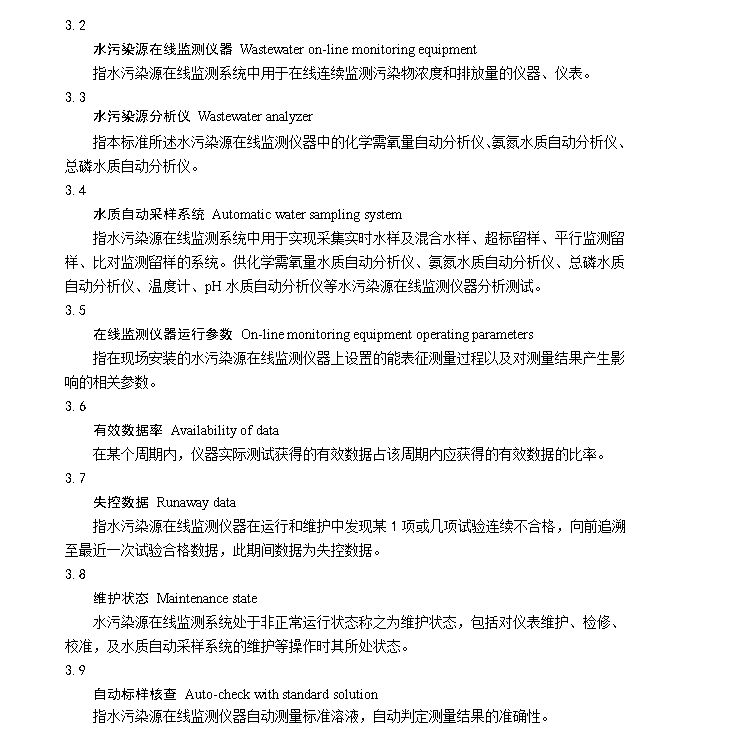 3.2
水污染源在线监测仪器 Wastewater on-line monitoring equipment
指水污染源在线监测系统中用于在线连续监测污染物浓度和排放量的仪器、仪表。
3.3
水污染源分析仪 Wastewater analyzer
指本标准所述水污染源在线监测仪器中的化学需氧量自动分析仪、氨氮水质自动分析仪、
总磷水质自动分析仪。
3.4
水质自动采样系统 Automatic water sampling system
指水污染源在线监测系统中用于实现采集实时水样及混合水样、超标留样、平行监测留
样、比对监测留样的系统。供化学需氧量水质自动分析仪、氨氮水质自动分析仪、总磷水质
自动分析仪、温度计、pH 水质自动分析仪等水污染源在线监测仪器分析测试。
3.5
在线监测仪器运行参数 On-line monitoring equipment operating parameters
指在现场安装的水污染源在线监测仪器上设置的能表征测量过程以及对测量结果产生影
响的相关参数。
3.6
有效数据率 Availability of data
在某个周期内，仪器实际测试获得的有效数据占该周期内应获得的有效数据的比率。
3.7
失控数据 Runaway data
指水污染源在线监测仪器在运行和维护中发现某 1 项或几项试验连续不合格，向前追溯
至最近一次试验合格数据，此期间数据为失控数据。
3.8
维护状态 Maintenance state
水污染源在线监测系统处于非正常运行状态称之为维护状态，包括对仪表维护、检修、
校准，及水质自动采样系统的维护等操作时其所处状态。
3.9
自动标样核查 Auto-check with standard solution
指水污染源在线监测仪器自动测量标准溶液，自动判定测量结果的准确性。